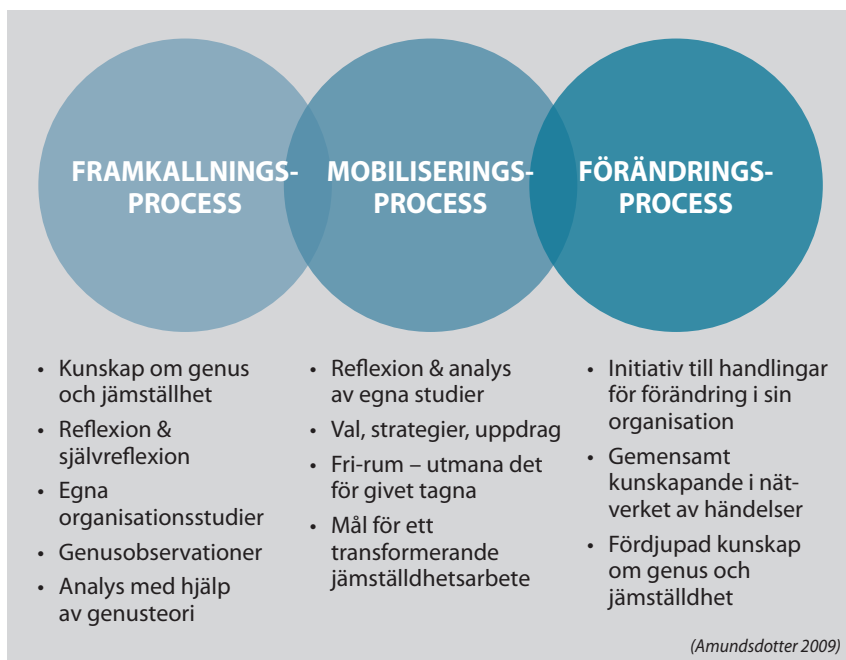 FRAMKALLNINGS-
PROCESS
MOBILISERINGS-
PROCESS
FÖRÄNDRINGS-
PROCESS
• Kunskap om genus
och jämställhet
• Reflexion &
självreflexion
• Egna
organisationsstudier
• Genusobservationer
• Analys med hjälp
av genusteori
• Reflexion & analys
av egna studier
• Val, strategier, uppdrag
• Fri-rum – utmana det
för givet tagna
• Mål för ett
transformerande
jämställdhetsarbete
• Initiativ till handlingar
för förändring i sin
organisation
• Gemensamt
kunskapande i nät-
verket av händelser
• Fördjupad kunskap
om genus och
jämställdhet
(Amundsdotter 2009)